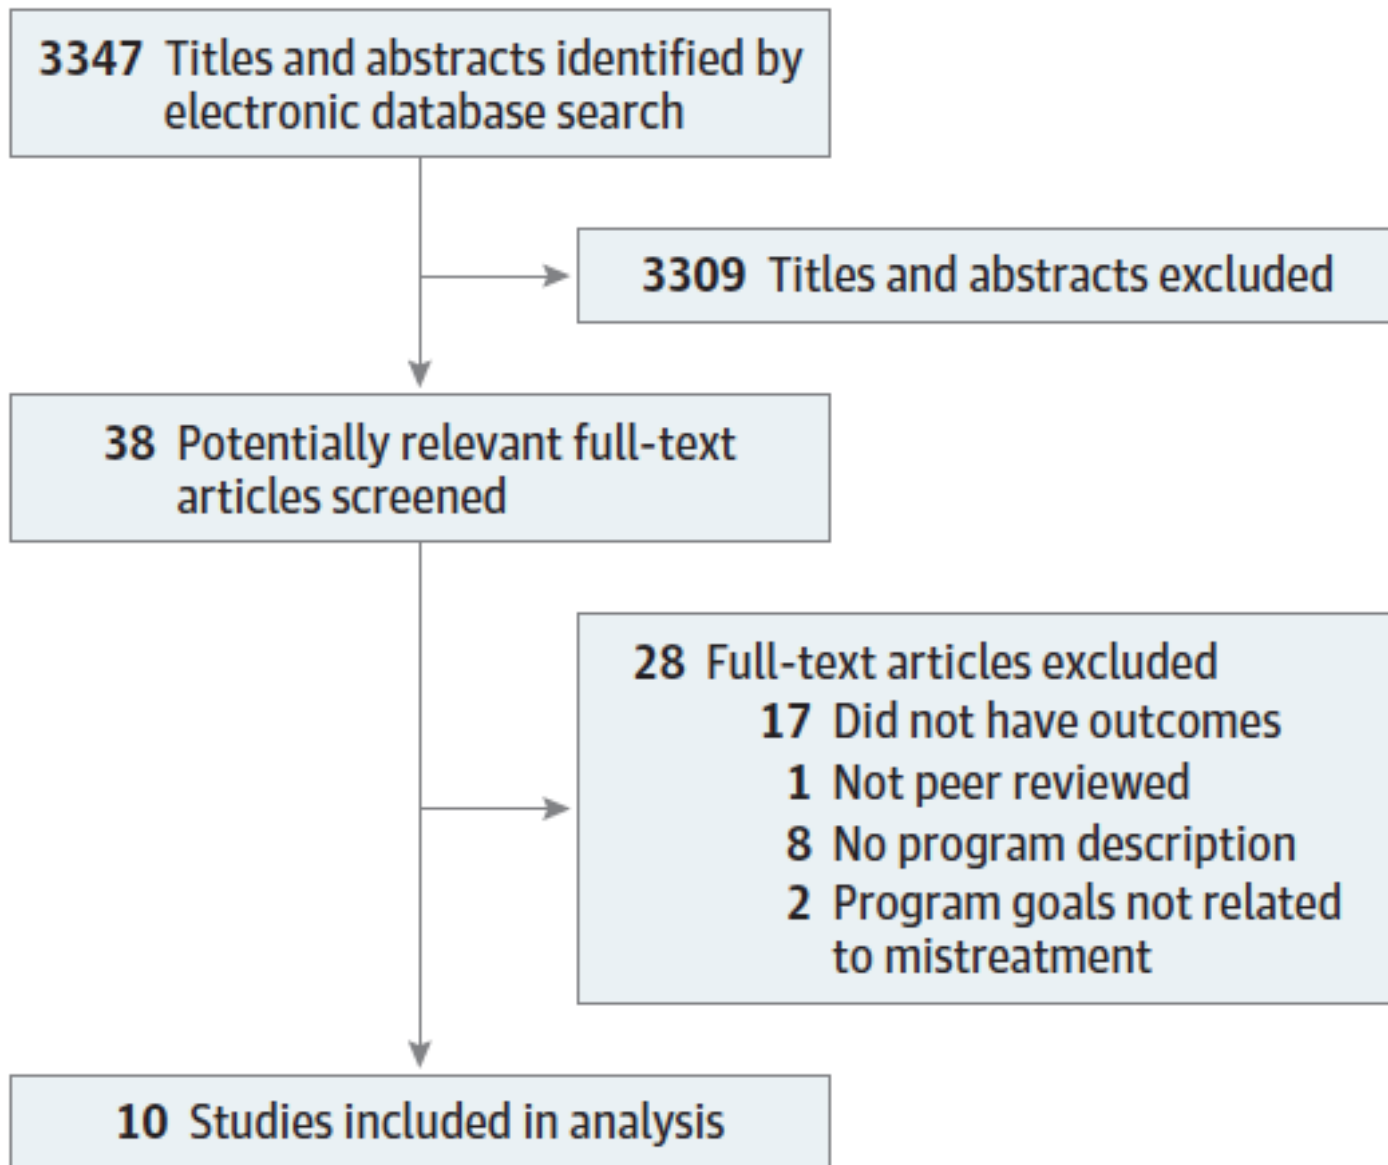 3347 Titles and abstracts identified by
electronic database search
3309 Titles and abstracts excluded
38 Potentially relevant full-text
articles screened
28 Full-text articles excluded
17 Did not have outcomes
1 Not peer reviewed
8 No program description
2 Program goals not related
to mistreatment
10 Studies included in analysis